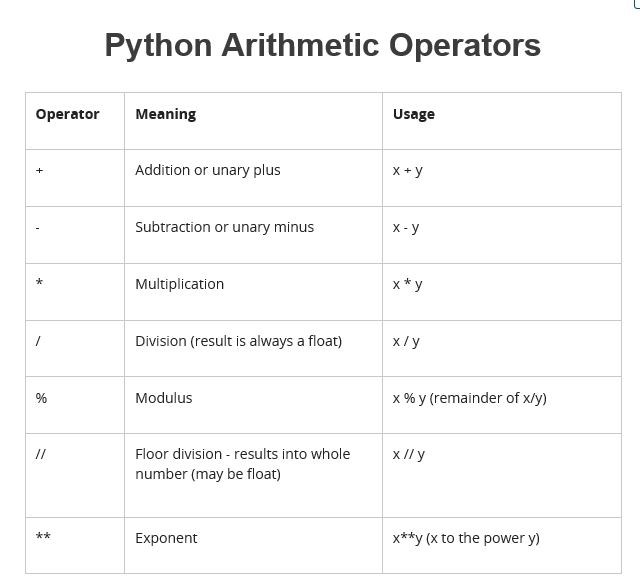 Python Arithmetic Operators
Operator Meaning Usage
+ Addition or unary plus x + y
- Subtraction or unary minus x - y
* Multiplication x * y
/ Division (result is always a float) x / y
% Modulus x % y (remainder of x/y)
// Floor division - results into whole x // y
number (may be float)
** Exponent x**y (x to the power y)